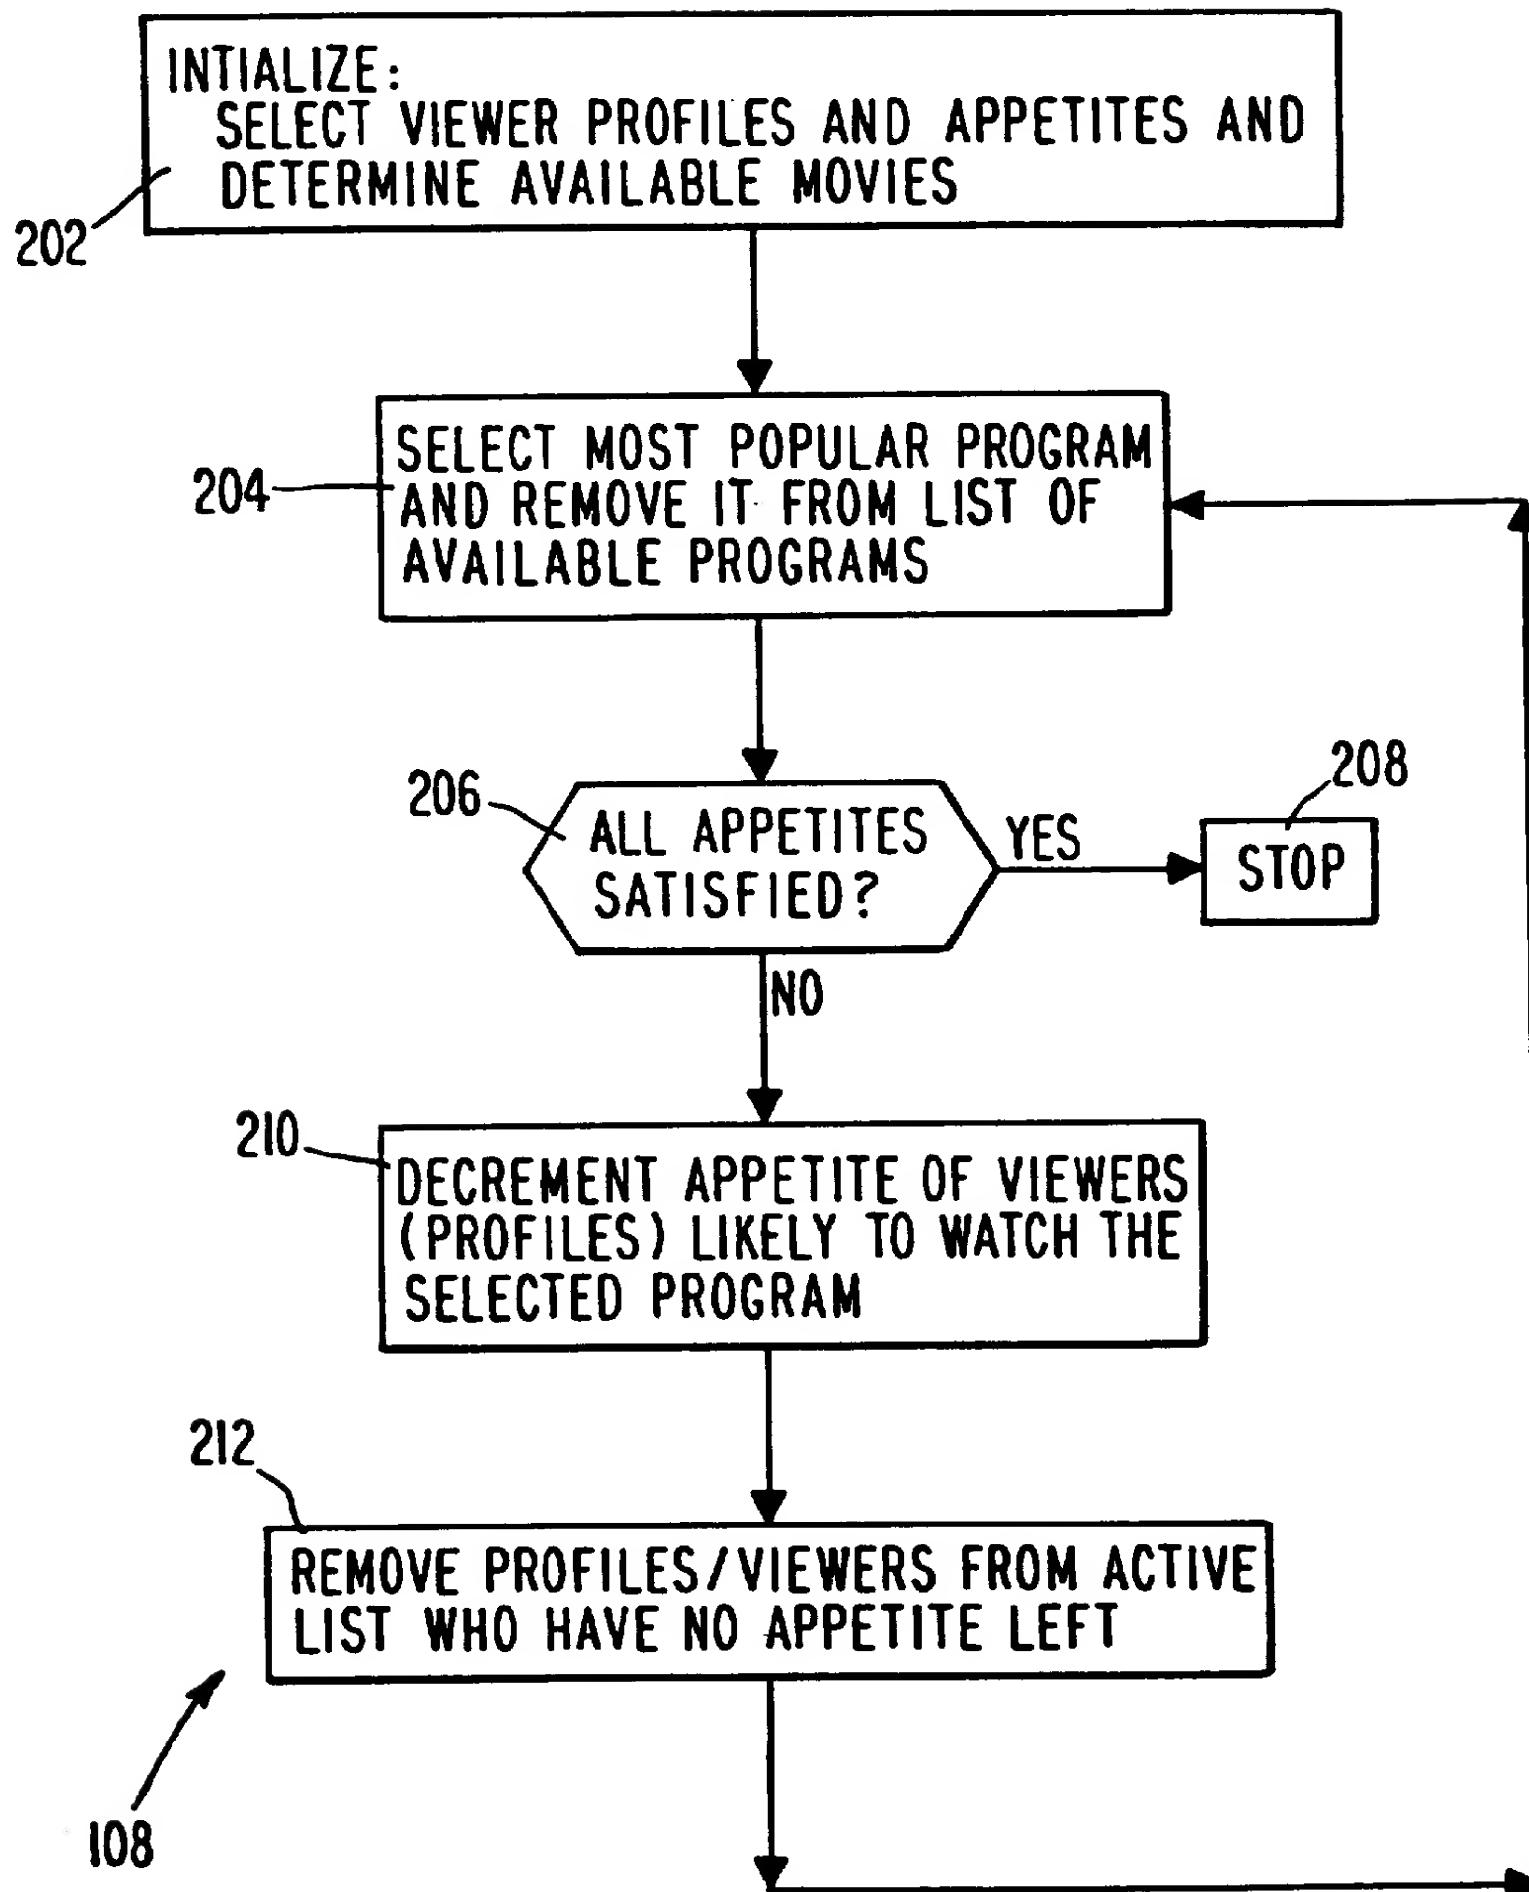 INTIALIZE:
SELECT VIEWER PROFILES AND APPETITES AND
DETERMINE AVAILABLE MOVIES
202
SELECT MOST POPULAR PROGRAM
AND REMOVE IT FROM LIST OF
AVAILABLE PROGRAMS
204
206
ALL APPETITES
SATISFIED?
YES
208
STOP
NO
210
DECREMENT APPETITE OF VIEWERS
(PROFILES) LIKELY TO WATCH THE
SELECTED PROGRAM
212
REMOVE PROFILES/VIEWERS FROM ACTIVE
LIST WHO HAVE NO APPETITE LEFT
108